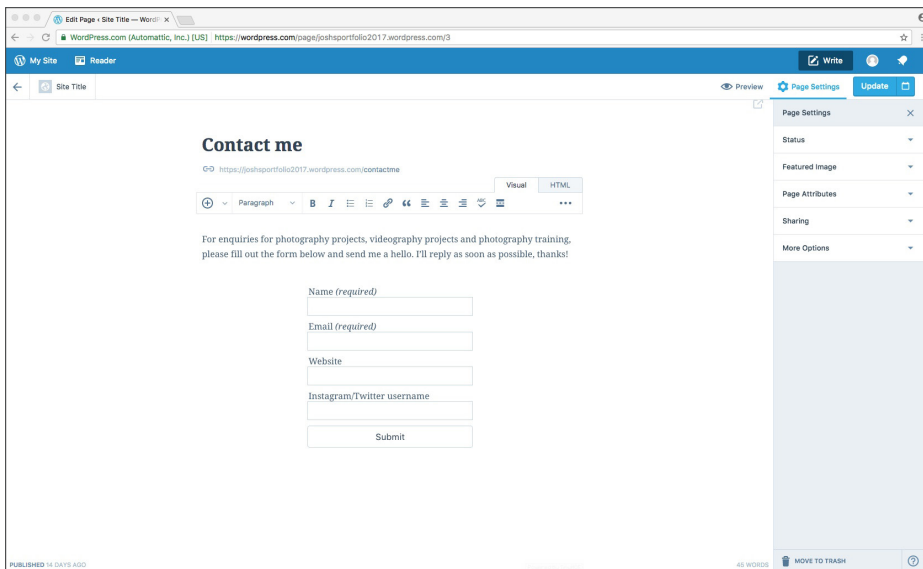 Edit Page ‹ Site Title — WordP
WordPress.com (Automattic, Inc.) [US] https://wordpress.com/page/joshsportfolio2017.wordpress.com/3
My Site Reader Write
Site Title Preview Page Settings Update
Page Settings
Status
Featured Image
Page Attributes
Sharing
More Options
Contact me
https://joshsportfolio2017.wordpress.com/contactme
Visual HTML
Paragraph B I ABC
For enquiries for photography projects, videography projects and photography training,
please fill out the form below and send me a hello. I'll reply as soon as possible, thanks!
Name (required)
Email (required)
Website
Instagram/Twitter username
Submit
PUBLISHED 14 DAYS AGO 45 WORDS MOVE TO TRASH